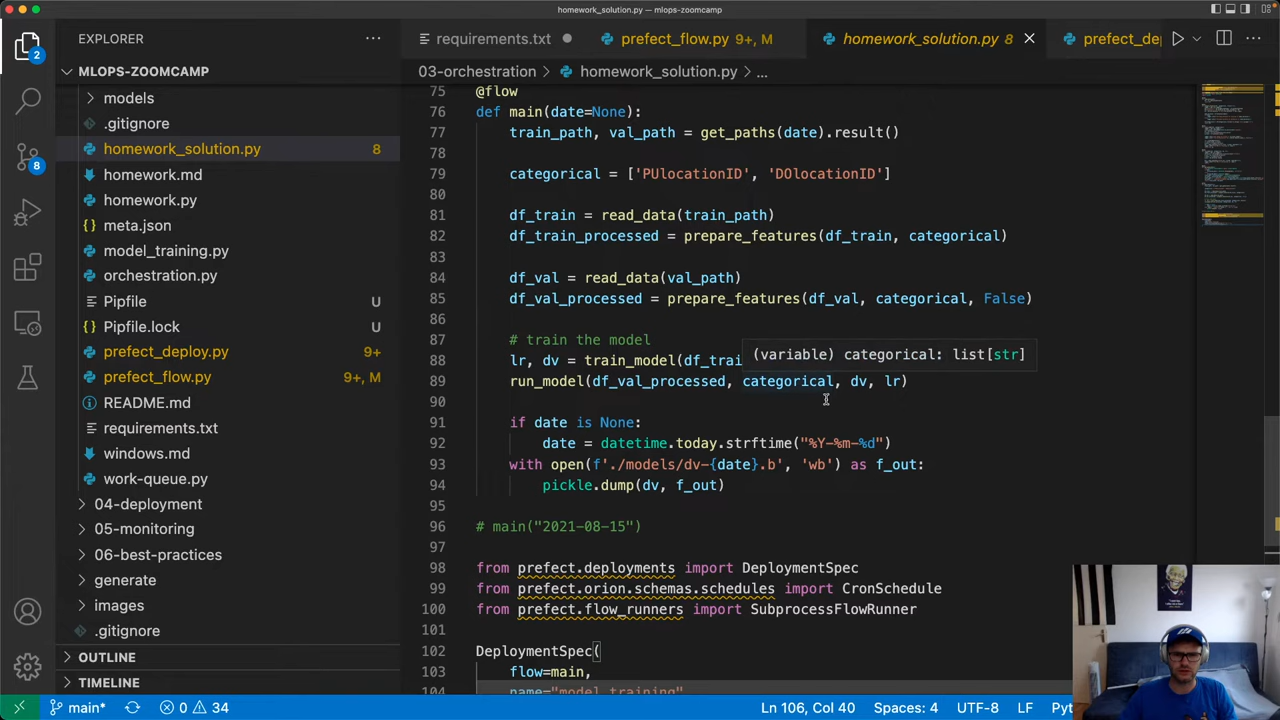 homework_solution.py — mlops-zoomcamp
EXPLORER
requirements.txt
prefect_flow.py 9+, M
homework_solution.py 8
prefect_de
2
MLOPS-ZOOMCAMP
03-orchestration > homework_solution.py > ...
models
.gitignore
homework_solution.py 8
homework.md
homework.py
meta.json
model_training.py
orchestration.py
Pipfile U
Pipfile.lock U
prefect_deploy.py 9+
prefect_flow.py 9+, M
README.md
requirements.txt
windows.md
work-queue.py
04-deployment
05-monitoring
06-best-practices
generate
images
.gitignore
OUTLINE
TIMELINE
8
75 @flow
76 def main(date=None):
77 train_path, val_path = get_paths(date).result()
78
79 categorical = ['PUlocationID', 'DOlocationID']
80
81 df_train = read_data(train_path)
82 df_train_processed = prepare_features(df_train, categorical)
83
84 df_val = read_data(val_path)
85 df_val_processed = prepare_features(df_val, categorical, False)
86
87 # train the model
(variable) categorical: list[str]
88 lr, dv = train_model(df_trai
89 run_model(df_val_processed, categorical, dv, lr)
90
91 if date is None:
92 date = datetime.today.strftime("%Y-%m-%d")
93 with open(f'./models/dv-{date}.b', 'wb') as f_out:
94 pickle.dump(dv, f_out)
95
96 # main("2021-08-15")
97
98 from prefect.deployments import DeploymentSpec
99 from prefect.orion.schemas.schedules import CronSchedule
100 from prefect.flow_runners import SubprocessFlowRunner
101
102 DeploymentSpec(
103 flow=main,
104 name="model_training"
main* 0 34 Ln 106, Col 40 Spaces: 4 UTF-8 LF Pyt